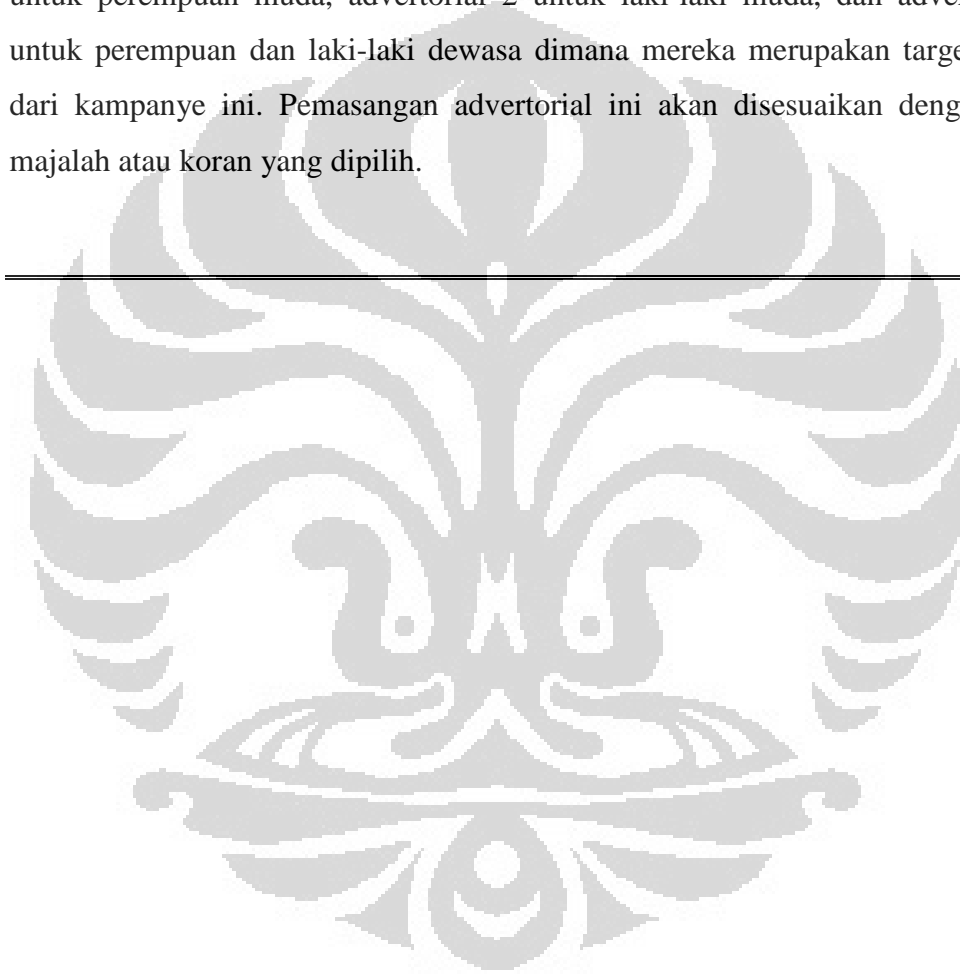 untuk perempuan muda, advertorial 2 untuk laki-laki muda, dan adver
untuk perempuan dan laki-laki dewasa dimana mereka merupakan targe
dari kampanye ini. Pemasangan advertorial ini akan disesuaikan deng
majalah atau koran yang dipilih.